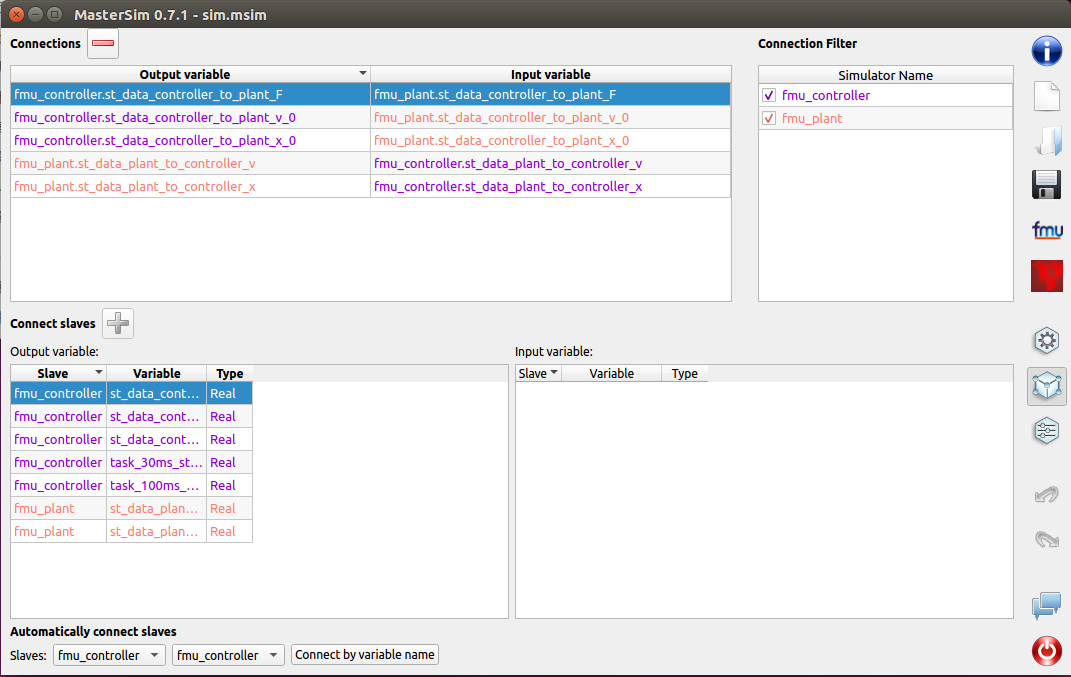 MasterSim 0.7.1 - sim.msim
Connections
Output variable Input variable
fmu_controller.st_data_controller_to_plant_F fmu_plant.st_data_controller_to_plant_F
fmu_controller.st_data_controller_to_plant_v_0 fmu_plant.st_data_controller_to_plant_v_0
fmu_controller.st_data_controller_to_plant_x_0 fmu_plant.st_data_controller_to_plant_x_0
fmu_plant.st_data_plant_to_controller_v fmu_controller.st_data_plant_to_controller_v
fmu_plant.st_data_plant_to_controller_x fmu_controller.st_data_plant_to_controller_x
Connection Filter
Simulator Name
fmu_controller
fmu_plant
fmu
Connect slaves
Output variable:
Slave Variable Type
fmu_controller st_data_cont... Real
fmu_controller st_data_cont... Real
fmu_controller st_data_cont... Real
fmu_controller task_30ms_st... Real
fmu_controller task_100ms_... Real
fmu_plant st_data_plan... Real
fmu_plant st_data_plan... Real
Input variable:
Slave Variable Type
Automatically connect slaves
Slaves: fmu_controller fmu_controller Connect by variable name